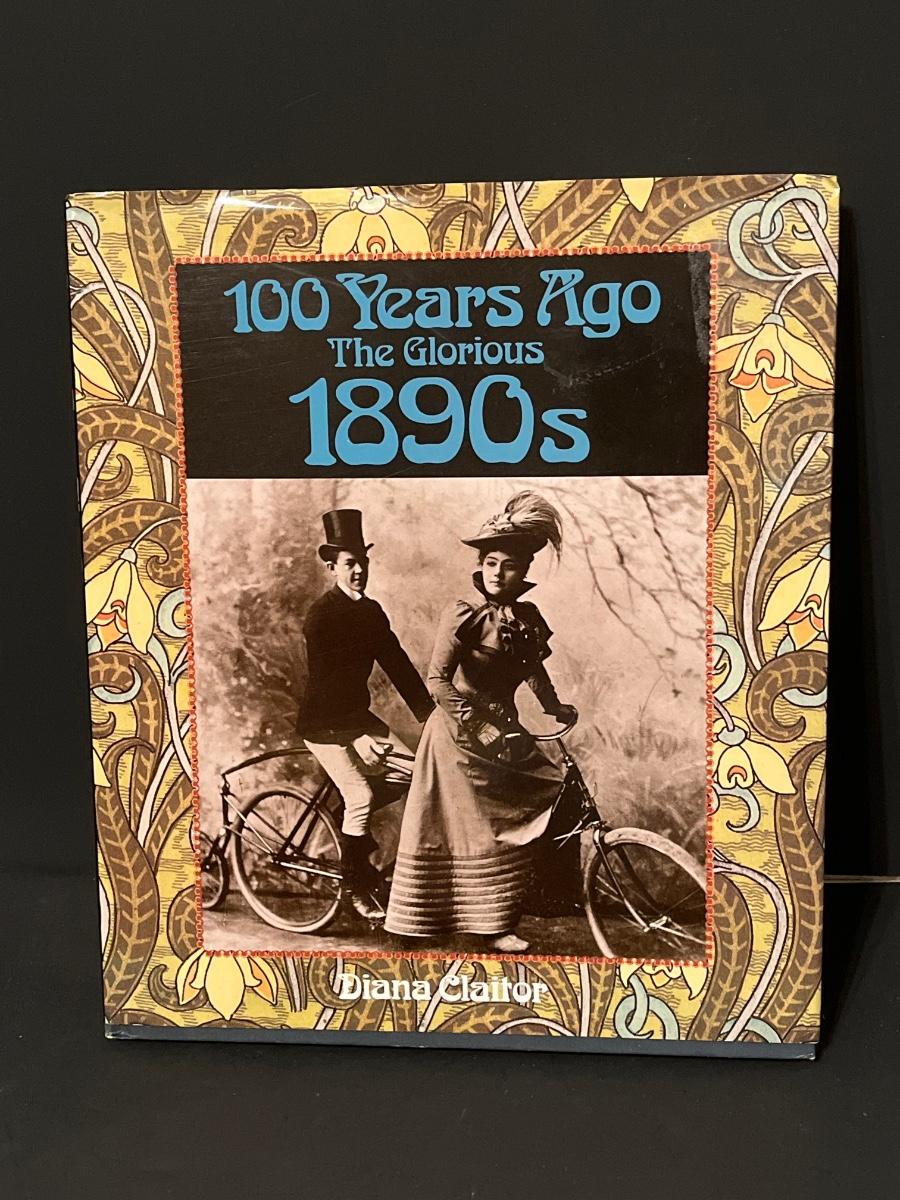 100 Years Ago
The Glorious
1890s
Diana Claitor